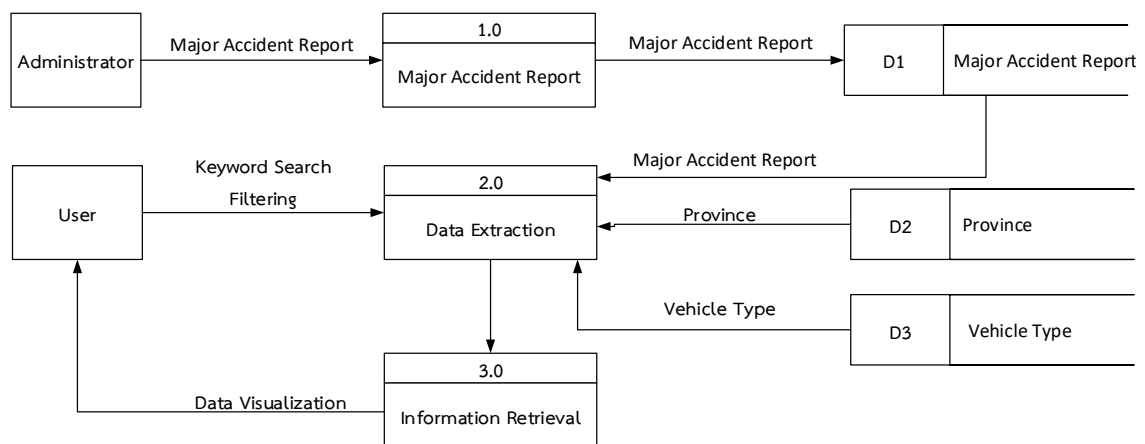 1.0
Administrator
Major Accident Report
Major Accident Report
Major Accident Report
D1
Major Accident Report
Major Accident Report
User
Keyword Search
Filtering
2.0
Data Extraction
Province
D2
Province
Vehicle Type
D3
Vehicle Type
3.0
Information Retrieval
Data Visualization